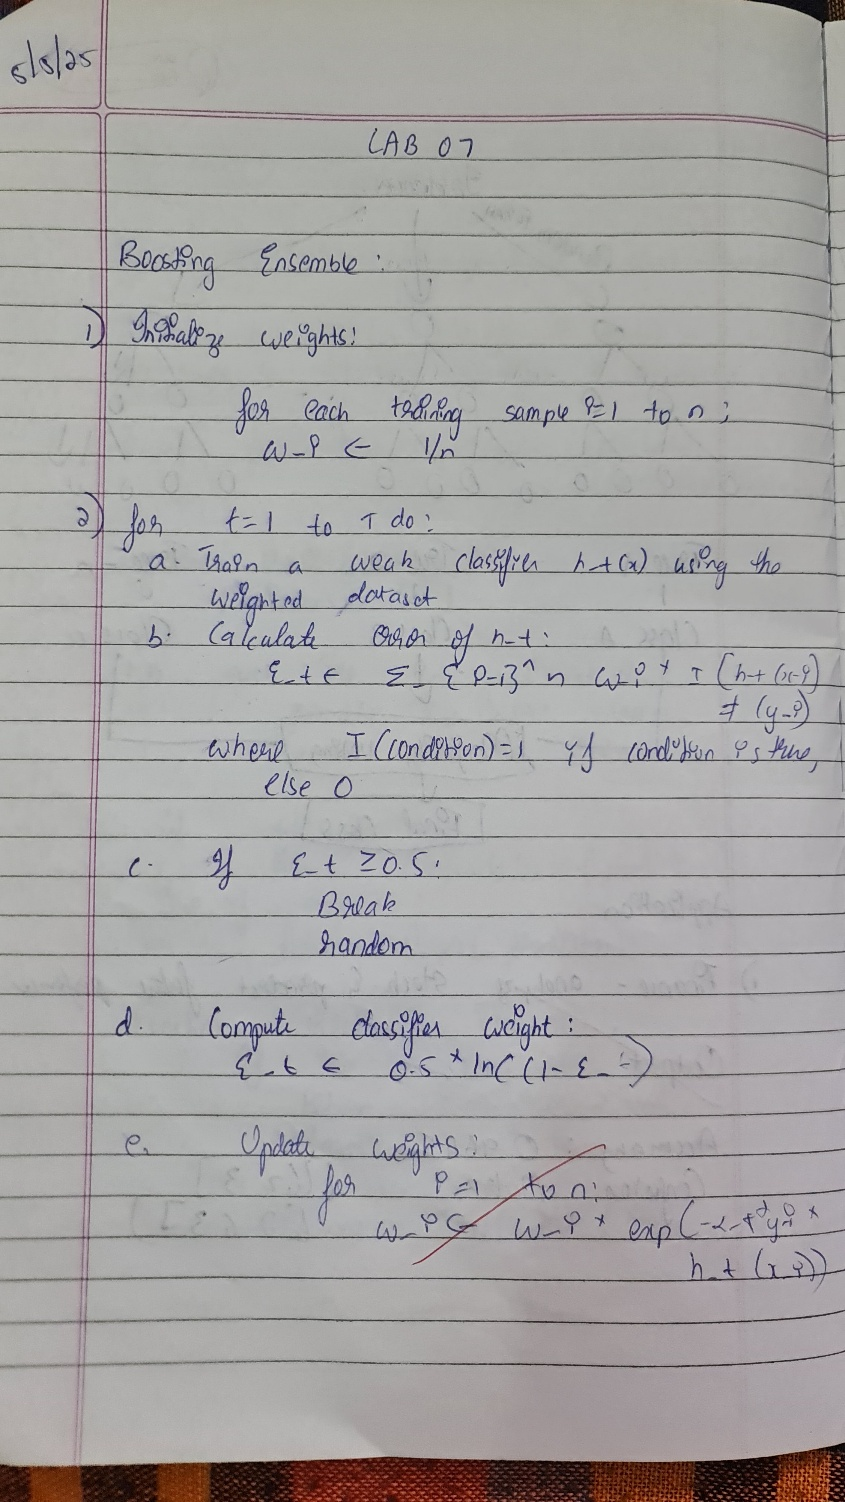 5/5/25
LAB 07
Boosting Ensemble:
1) Initialize weights:
for each training sample i=1 to n:
w_i ← 1/n
2) for t=1 to T do:
a. Train a weak classifier h_t(x) using the
weighted dataset
b. Calculate error of h_t:
ε_t ← Σ_{i=1}^n w_i * I (h_t (x_i)
≠ (y_i)
where I (condition)=1 if condition is true,
else 0
c. If ε_t ≥0.5:
Break
random
d. Compute classifier weight:
ε_t ← 0.5 * ln( (1-ε_
e. Update weights:
for i=1 to n:
w_i ← w_i * exp(-α_t * y_i *
h_t (x_i))